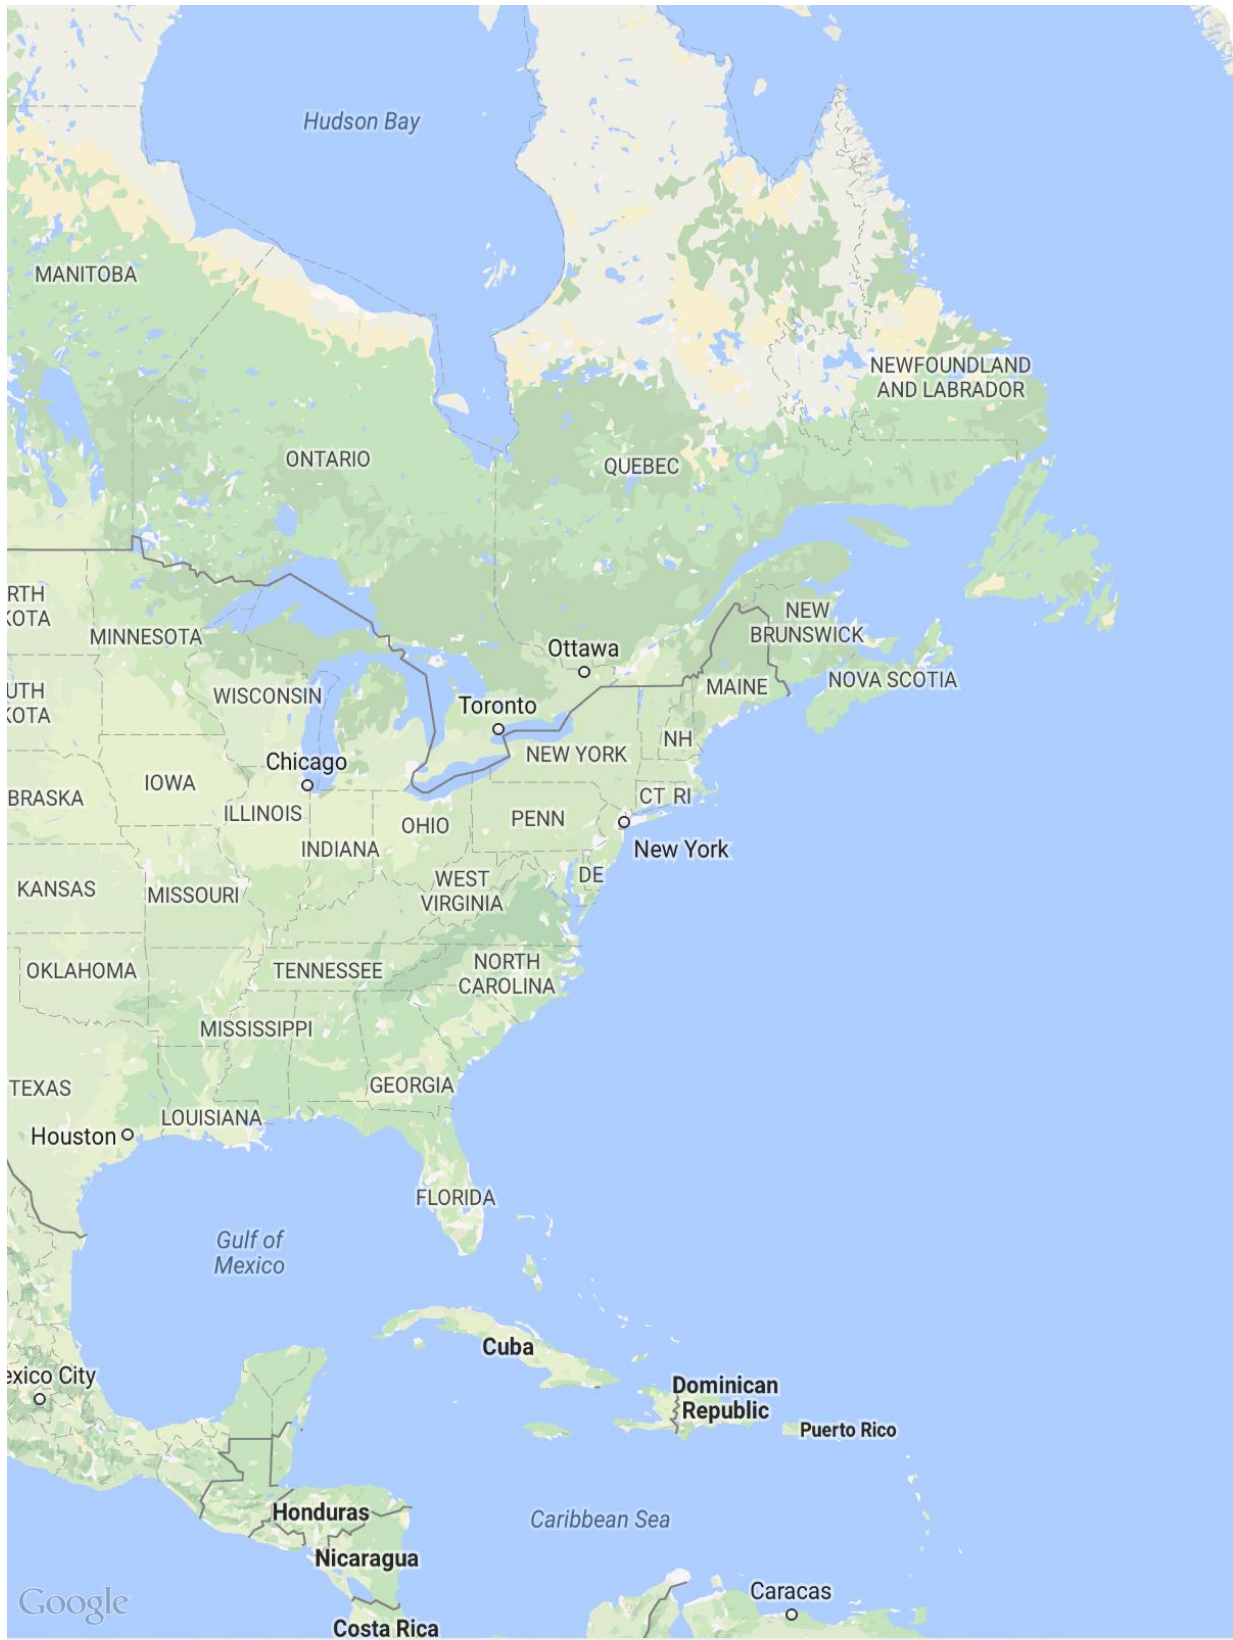 Hudson Bay
MANITOBA
NEWFOUNDLAND
AND LABRADOR
ONTARIO
QUEBEC
RTH
KOTA
NEW
BRUNSWICK
MINNESOTA
Ottawa
NOVA SCOTIA
MAINE
UTH
KOTA
WISCONSIN
Toronto
NH
NEW YORK
Chicago
IOWA
BRASKA
CT RI
ILLINOIS
PENN
OHIO
INDIANA
New York
DE
WEST
VIRGINIA
KANSAS
MISSOURI
OKLAHOMA
TENNESSEE
NORTH
CAROLINA
MISSISSIPPI
TEXAS
GEORGIA
LOUISIANA
Houston
FLORIDA
Gulf of
Mexico
Cuba
exico City
Dominican
Republic
Puerto Rico
Honduras
Caribbean Sea
Nicaragua
Caracas
Google
Costa Rica